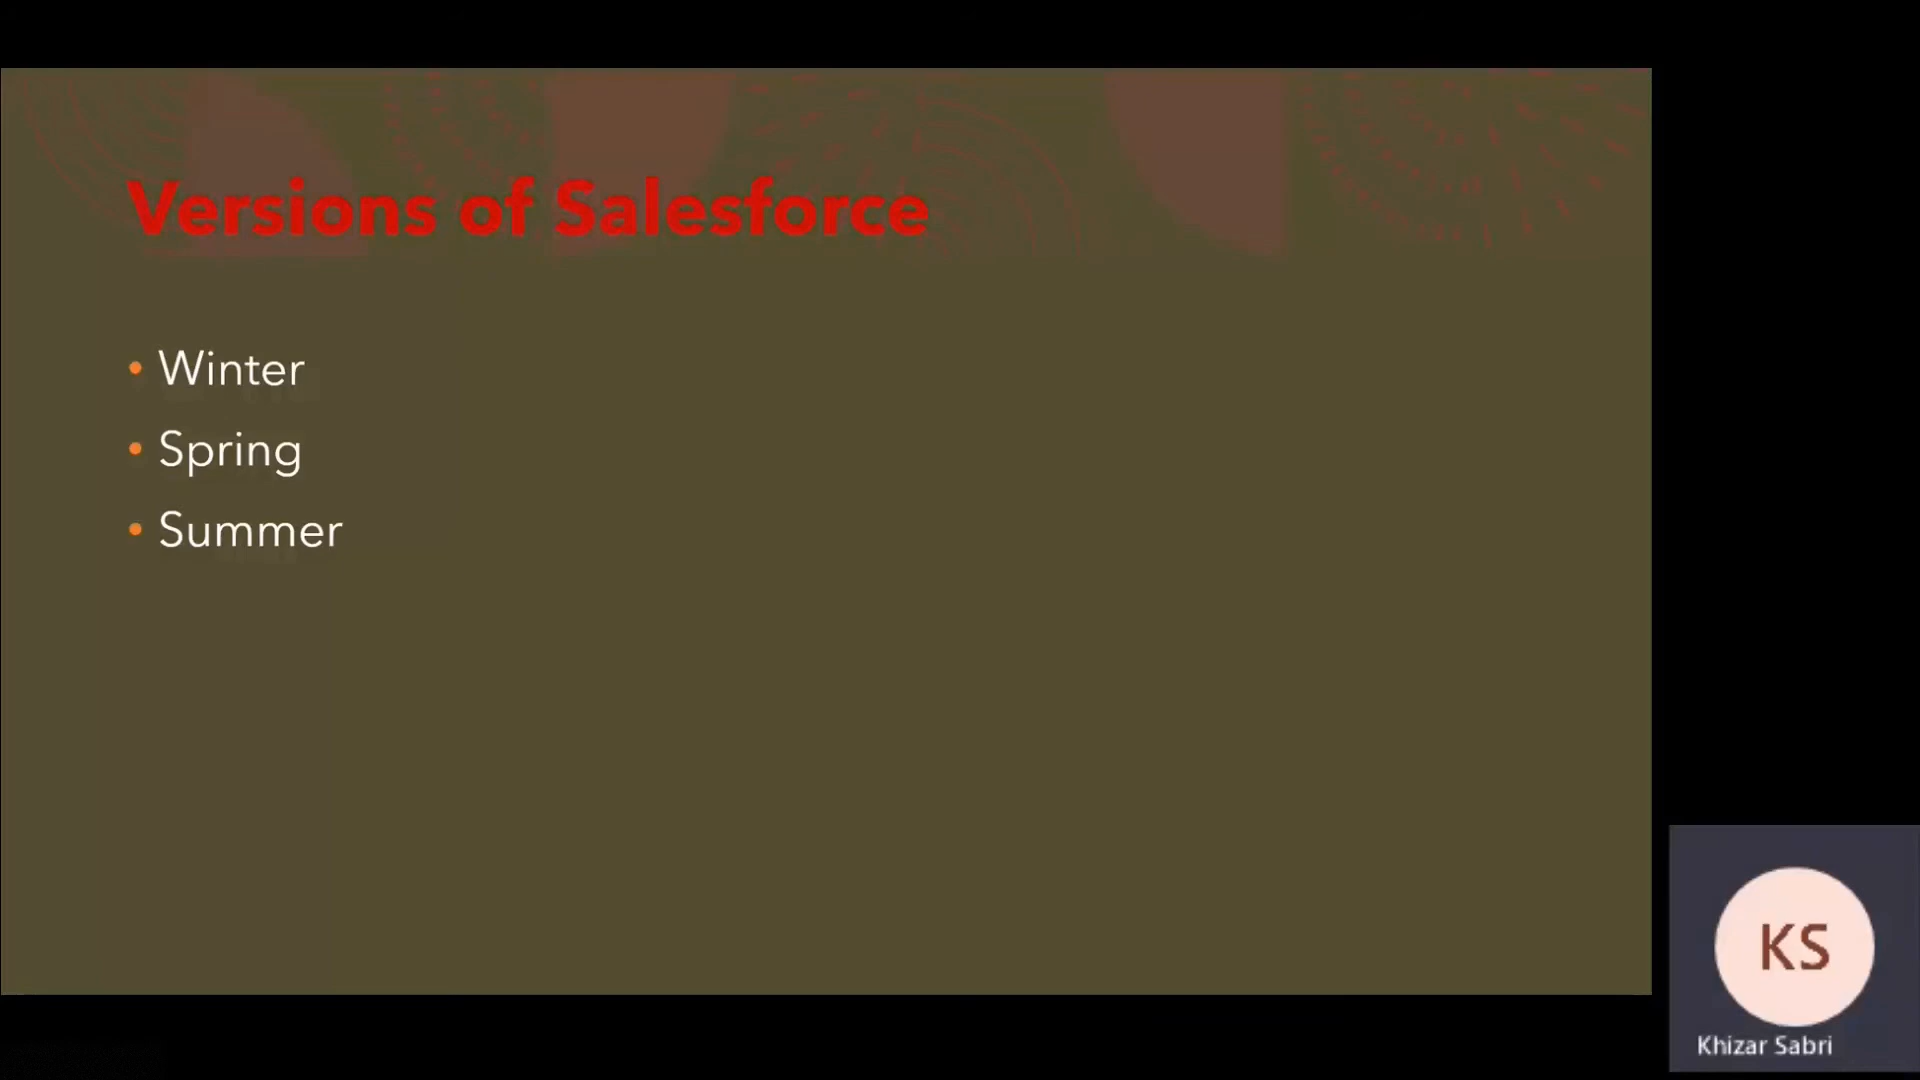 Versions of Salesforce
• Winter
• Spring
• Summer
KS
Khizar Sabri